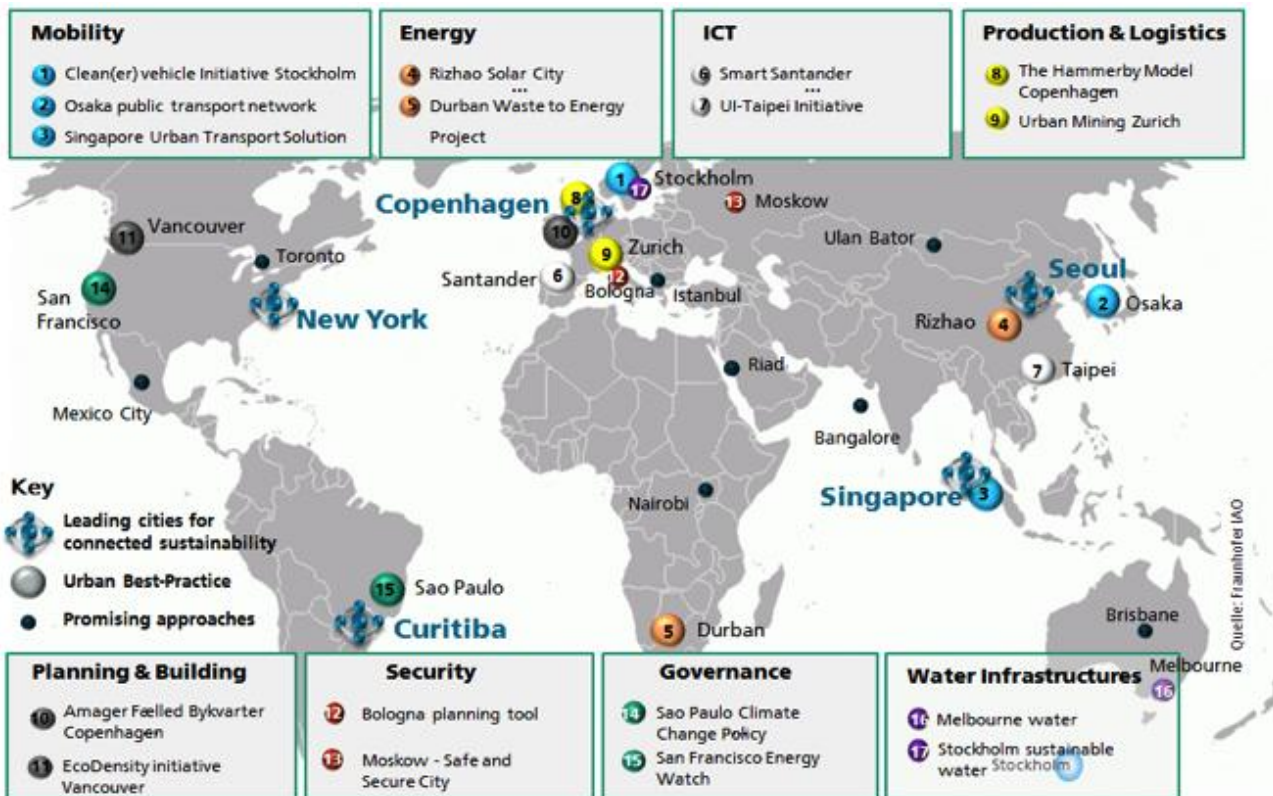 Mobility
1 Clean(er) vehicle Initiative Stockholm
2 Osaka public transport network
3 Singapore Urban Transport Solution
Energy
4 Rizhao Solar City
...
5 Durban Waste to Energy
Project
ICT
6 Smart Santander
...
7 UI-Taipei Initiative
Production & Logistics
8 The Hammerby Model
Copenhagen
9 Urban Mining Zurich
1 Stockholm
17
8
Copenhagen
10
13 Moskow
11 Vancouver
Toronto
9 Zurich
Ulan Bator
Santander 6
12
Bologna
Istanbul
Seoul
14
San
Francisco
New York
2 Osaka
Rizhao 4
Riad
7 Taipei
Mexico City
Bangalore
Key
Leading cities for
connected sustainability
Urban Best-Practice
Promising approaches
Nairobi
Singapore 3
15 Sao Paulo
Curitiba
5 Durban
Brisbane
Melbourne
16
Quelle: Fraunhofer IAO
Planning & Building
10 Amager Fælled Bykvarter
Copenhagen
11 EcoDensity initiative
Vancouver
Security
12 Bologna planning tool
13 Moskow - Safe and
Secure City
Governance
14 Sao Paulo Climate
Change Policy
15 San Francisco Energy
Watch
Water Infrastructures
16 Melbourne water
17 Stockholm sustainable
water Stockholm